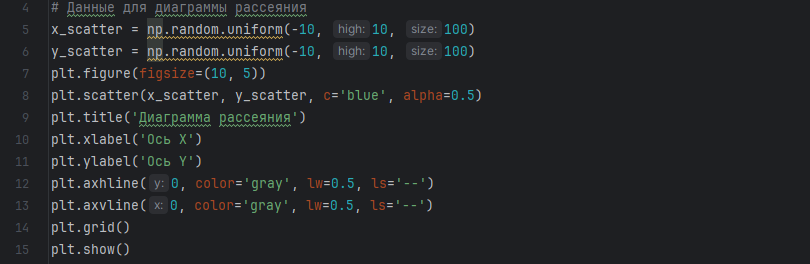 4 # Данные для диаграммы рассеяния
5 x_scatter = np.random.uniform(-10, high: 10, size: 100)
6 y_scatter = np.random.uniform(-10, high: 10, size: 100)
7 plt.figure(figsize=(10, 5))
8 plt.scatter(x_scatter, y_scatter, c='blue', alpha=0.5)
9 plt.title('Диаграмма рассеяния')
10 plt.xlabel('Ось X')
11 plt.ylabel('Ось Y')
12 plt.axhline( y: 0, color='gray', lw=0.5, ls='--')
13 plt.axvline( x: 0, color='gray', lw=0.5, ls='--')
14 plt.grid()
15 plt.show()